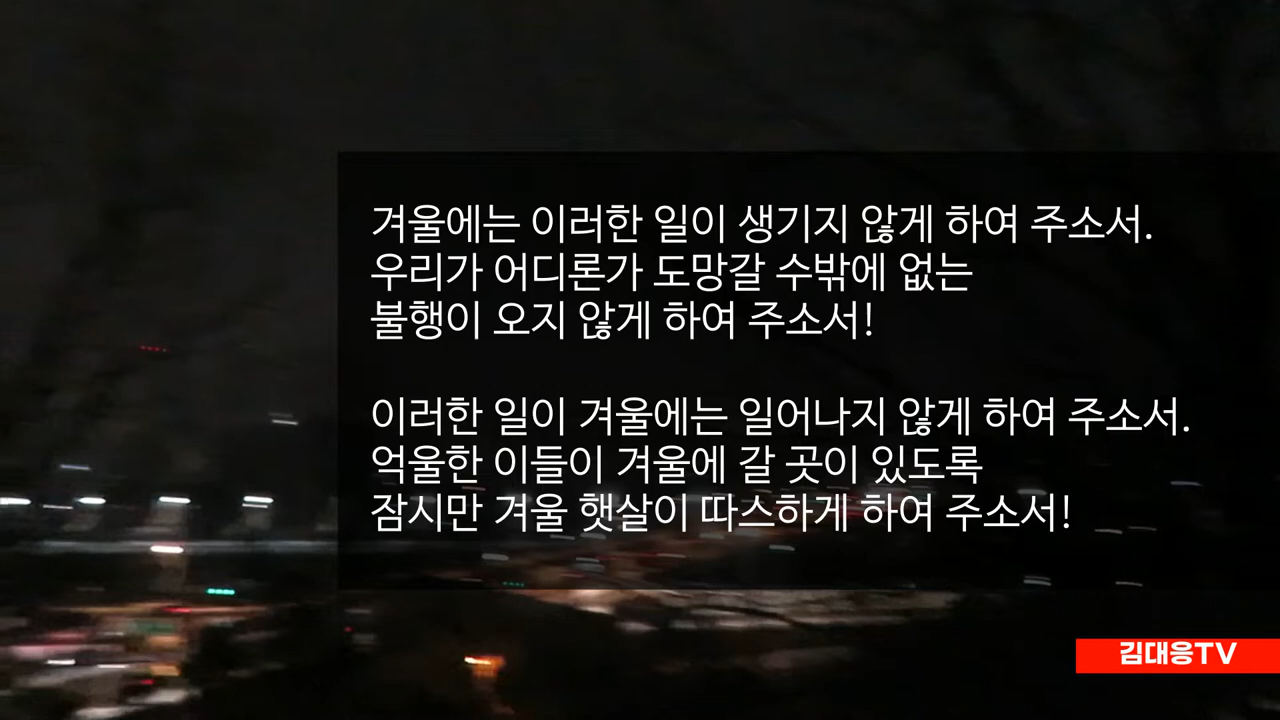 겨울에는 이러한 일이 생기지 않게 하여 주소서.
우리가 어디론가 도망갈 수밖에 없는
불행이 오지 않게 하여 주소서!
이러한 일이 겨울에는 일어나지 않게 하여 주소서.
억울한 이들이 겨울에 갈 곳이 있도록
잠시만 겨울 햇살이 따스하게 하여 주소서!
김대응TV